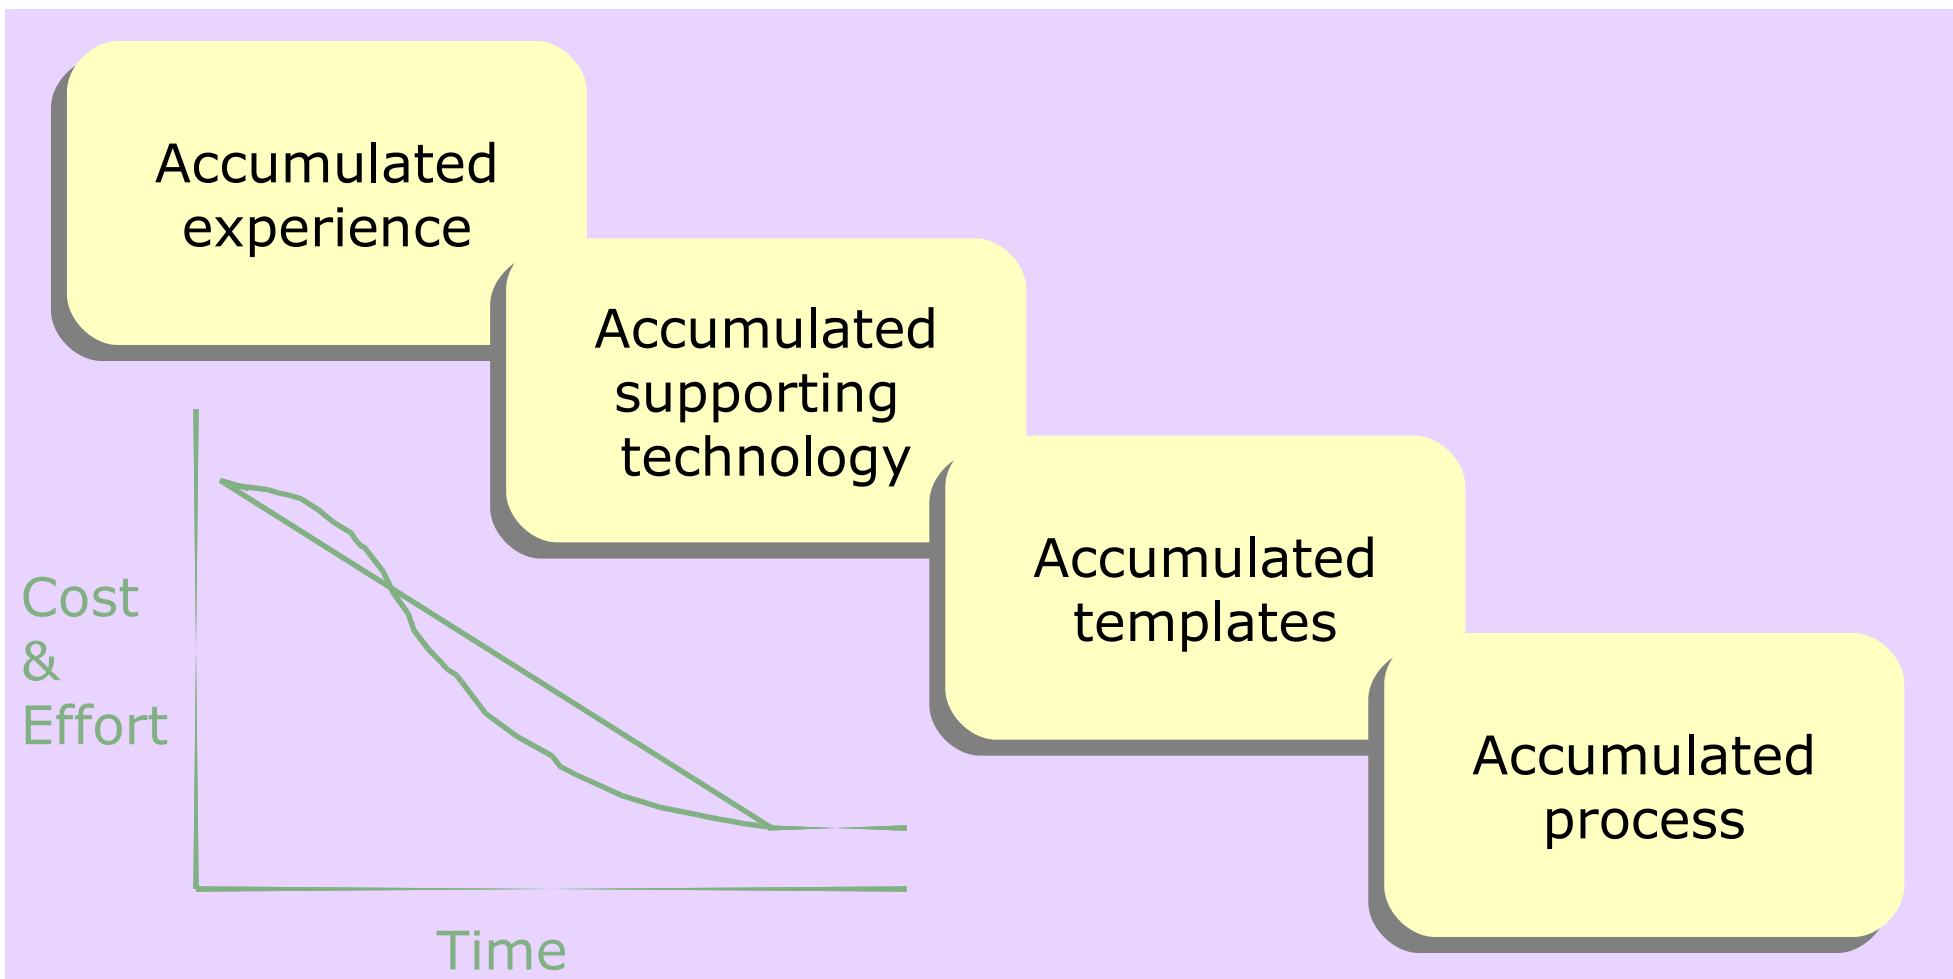 Accumulated
experience
Accumulated
supporting
technology
Accumulated
templates
Accumulated
process
Cost
&
Effort
Time